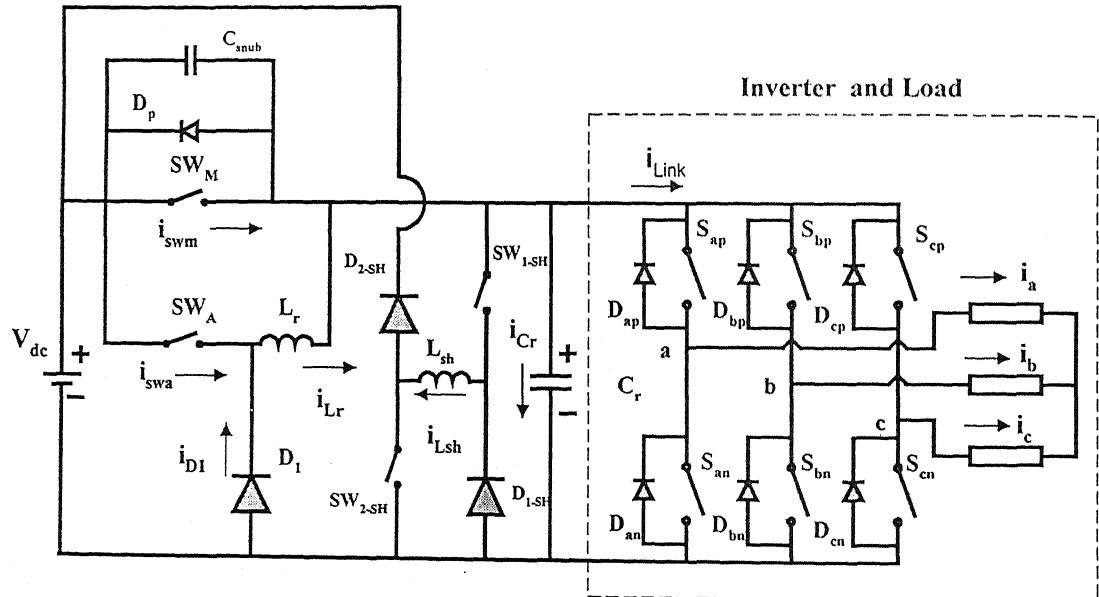 C_snub
Inverter and Load
D_p
SW_M
i_Link
i_swm
D_2-SH
SW_1-SH
S_ap
S_bp
S_cp
i_a
SW_A
L_r
D_ap
D_bp
D_cp
V_dc
+
−
i_swa
i_Lr
L_sh
i_Cr
+
−
a
i_b
C_r
b
i_Lsh
c
i_c
i_D1
D_1
SW_2-SH
D_1-SH
S_an
S_bn
S_cn
D_an
D_bn
D_cn